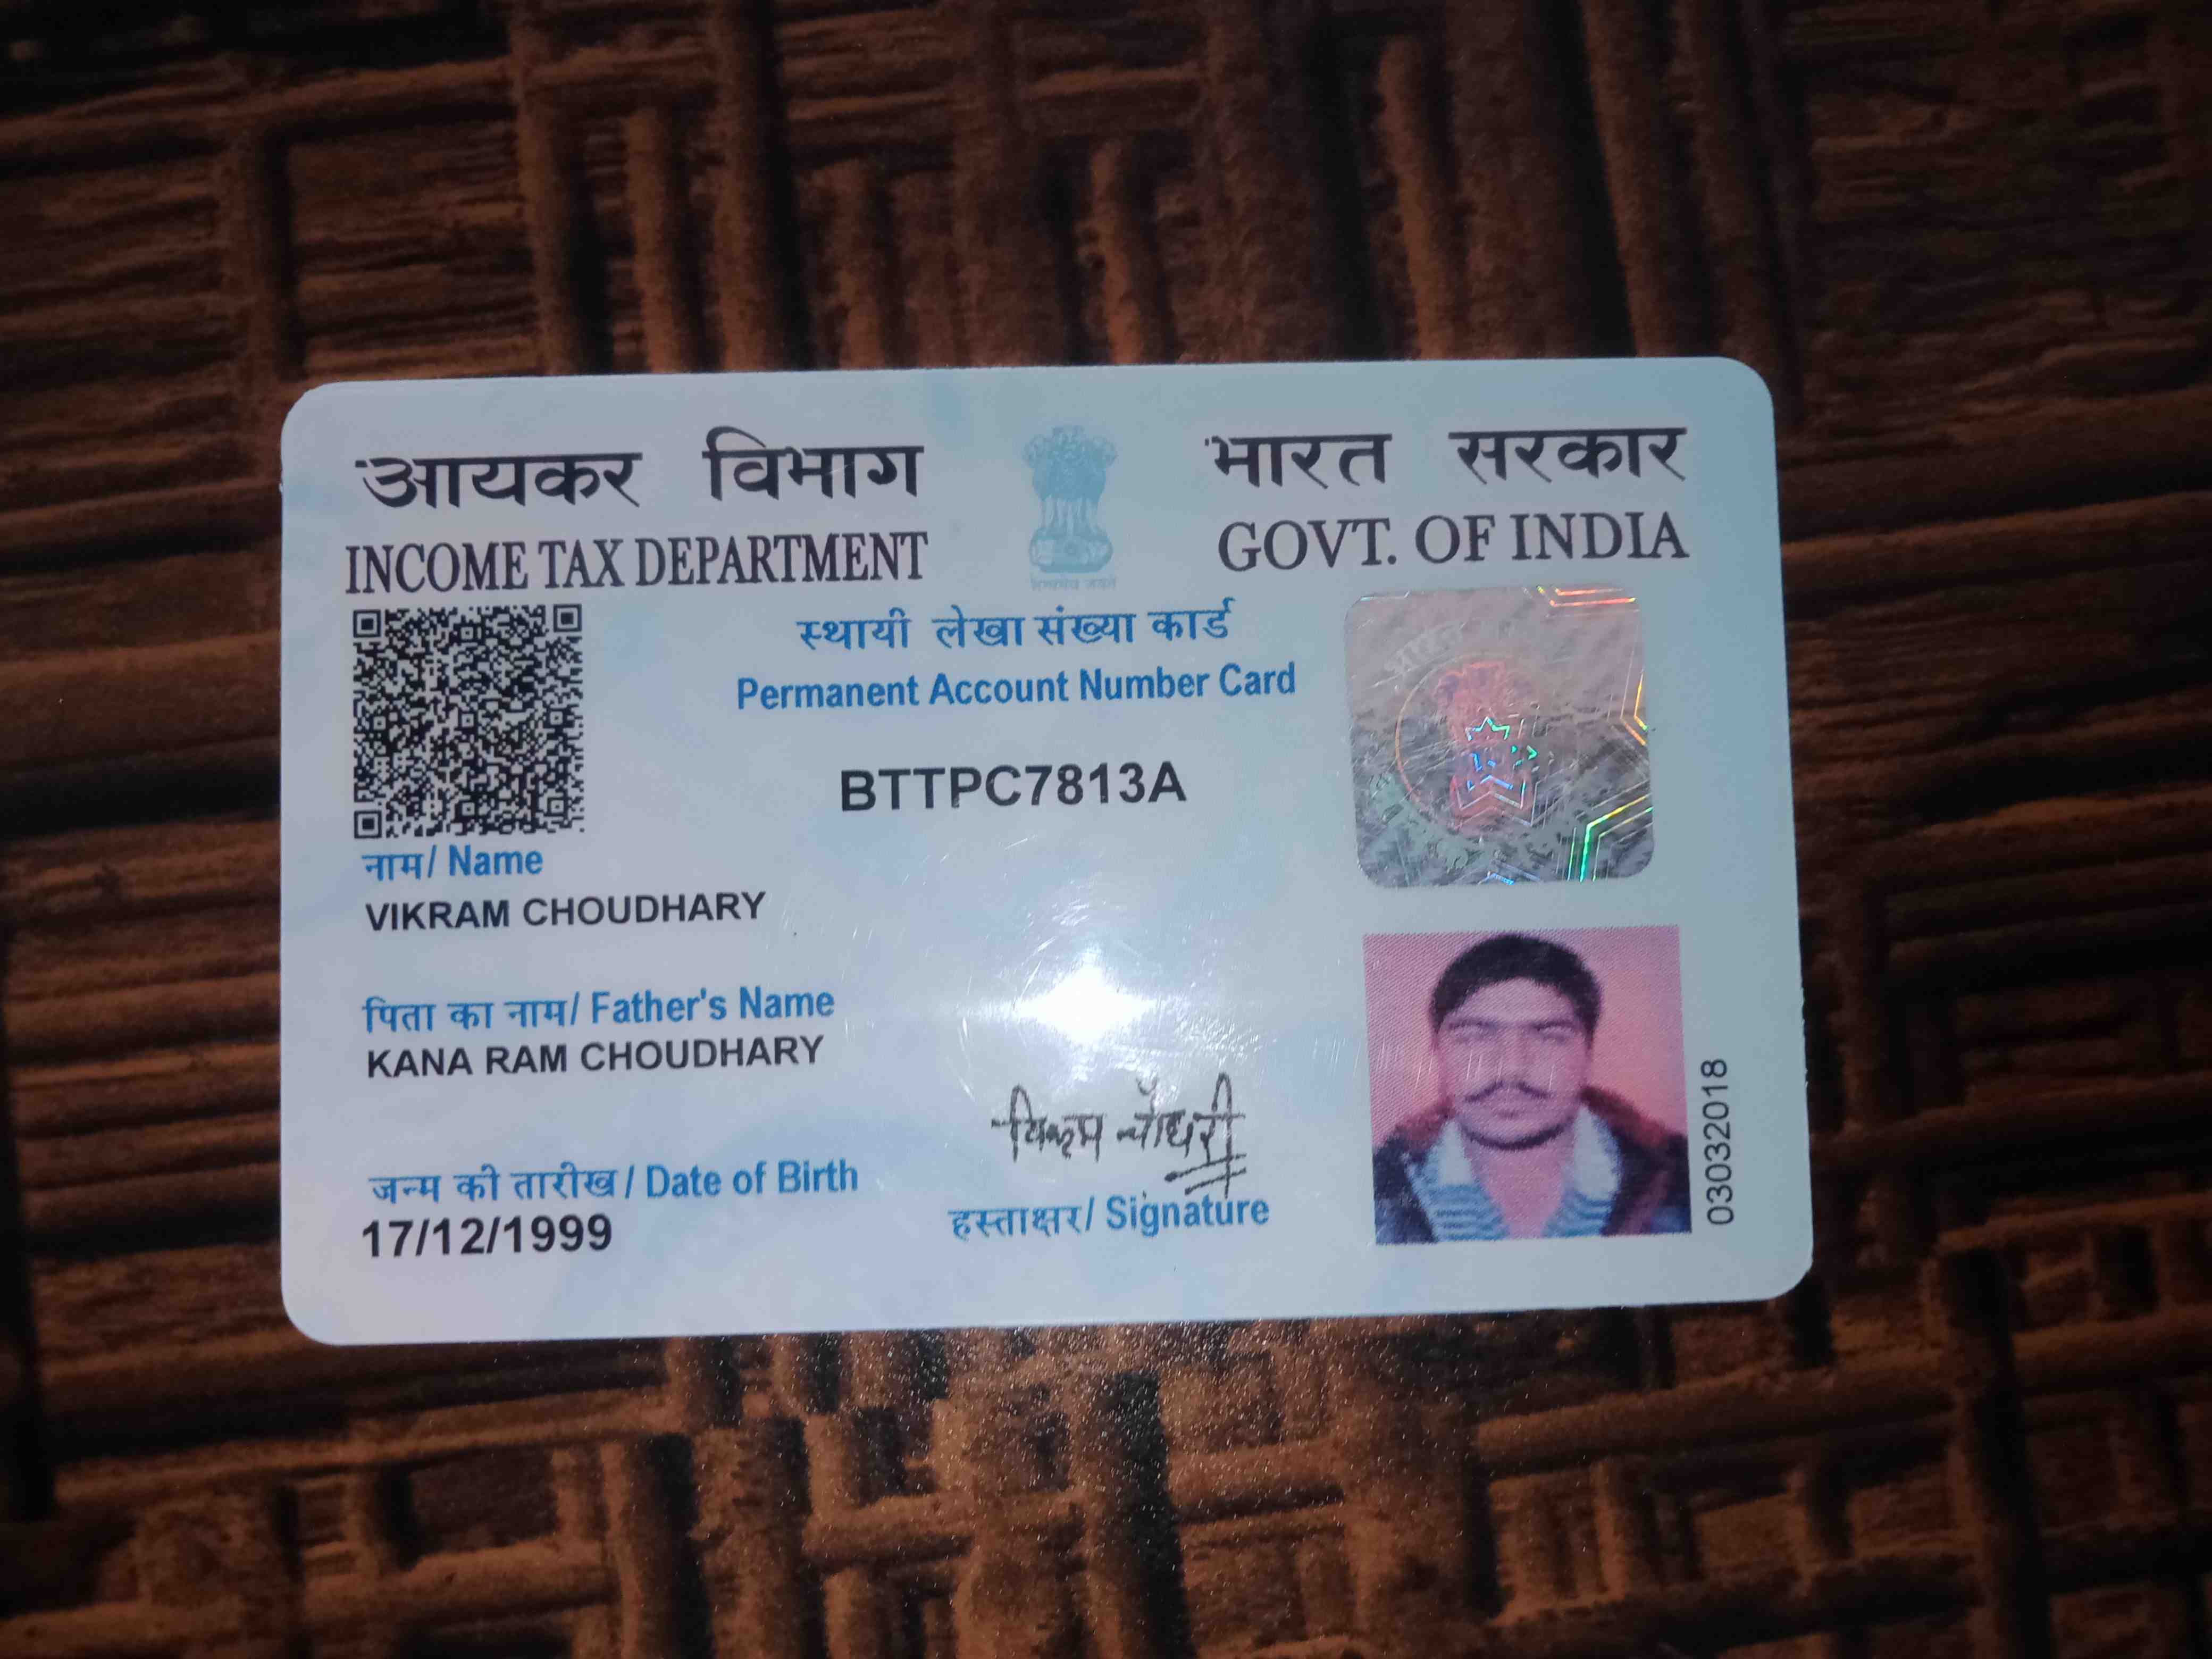 आयकर विभाग
INCOME TAX DEPARTMENT
भारत सरकार
GOVT. OF INDIA
स्थायी लेखा संख्या कार्ड
Permanent Account Number Card
BTTPC7813A
नाम/ Name
VIKRAM CHOUDHARY
पिता का नाम/ Father's Name
KANA RAM CHOUDHARY
जन्म की तारीख / Date of Birth
17/12/1999
विक्रम चौधरी
हस्ताक्षर/ Signature
03032018
सत्यमेव जयते
भारत